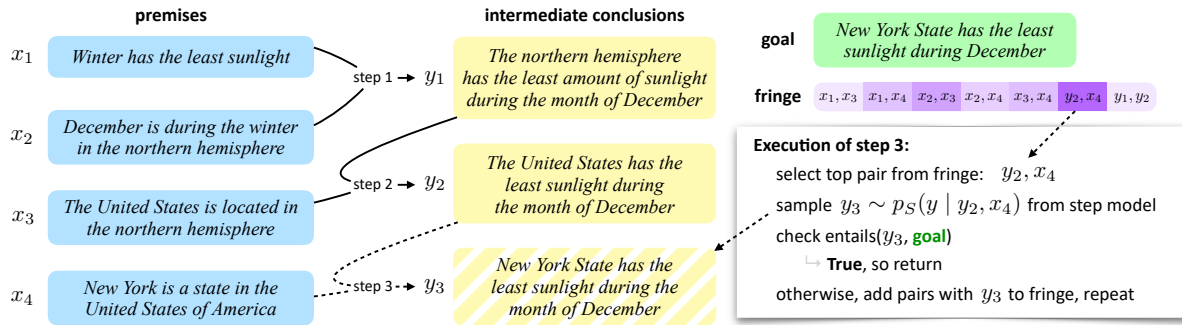 premises
x1
Winter has the least sunlight
x2
December is during the winter
in the northern hemisphere
x3
The United States is located in
the northern hemisphere
x4
New York is a state in the
United States of America
step 1
step 2
step 3
intermediate conclusions
y1
The northern hemisphere
has the least amount of sunlight
during the month of December
y2
The United States has the
least sunlight during
the month of December
y3
New York State has the
least sunlight during the
month of December
goal
New York State has the least
sunlight during December
fringe
x1, x3 x1, x4 x2, x3 x2, x4 x3, x4 y2, x4 y1, y2
Execution of step 3:
select top pair from fringe: y2, x4
sample y3 ∼ pS(y | y2, x4) from step model
check entails(y3, goal)
True, so return
otherwise, add pairs with y3 to fringe, repeat